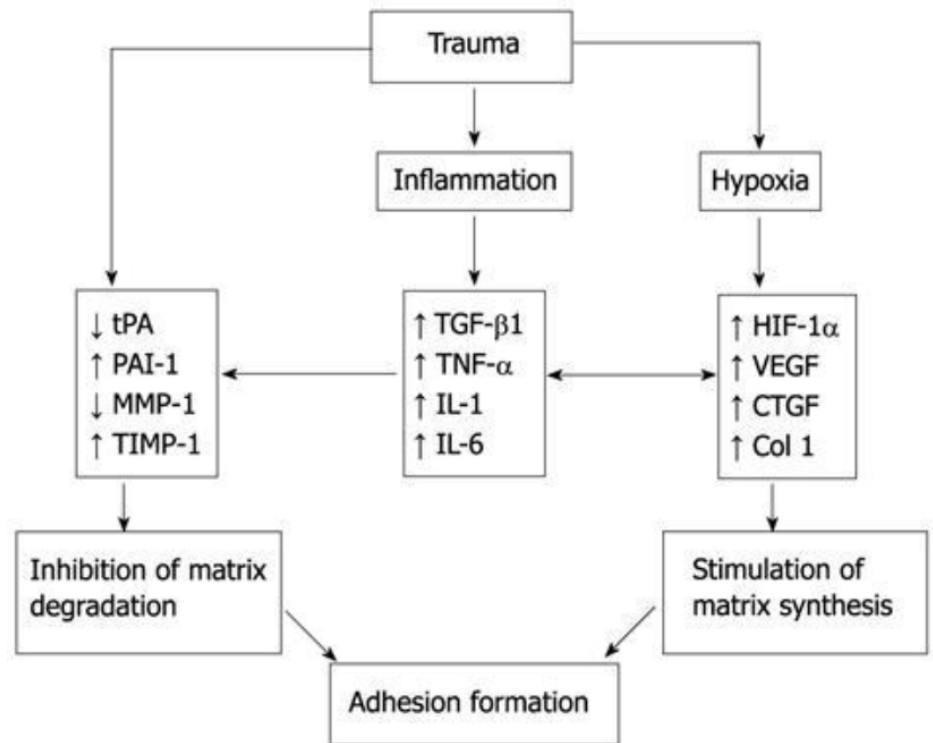 Trauma
Inflammation
Hypoxia
↓ tPA
↑ PAI-1
↓ MMP-1
↑ TIMP-1
↑ TGF-β1
↑ TNF-α
↑ IL-1
↑ IL-6
↑ HIF-1α
↑ VEGF
↑ CTGF
↑ Col 1
Inhibition of matrix
degradation
Stimulation of
matrix synthesis
Adhesion formation